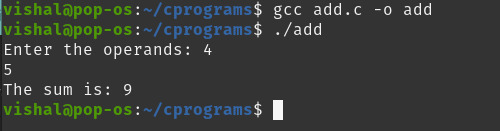 vishal@pop-os:~/cprograms$ gcc add.c -o add
vishal@pop-os:~/cprograms$ ./add
Enter the operands: 4
5
The sum is: 9
vishal@pop-os:~/cprograms$